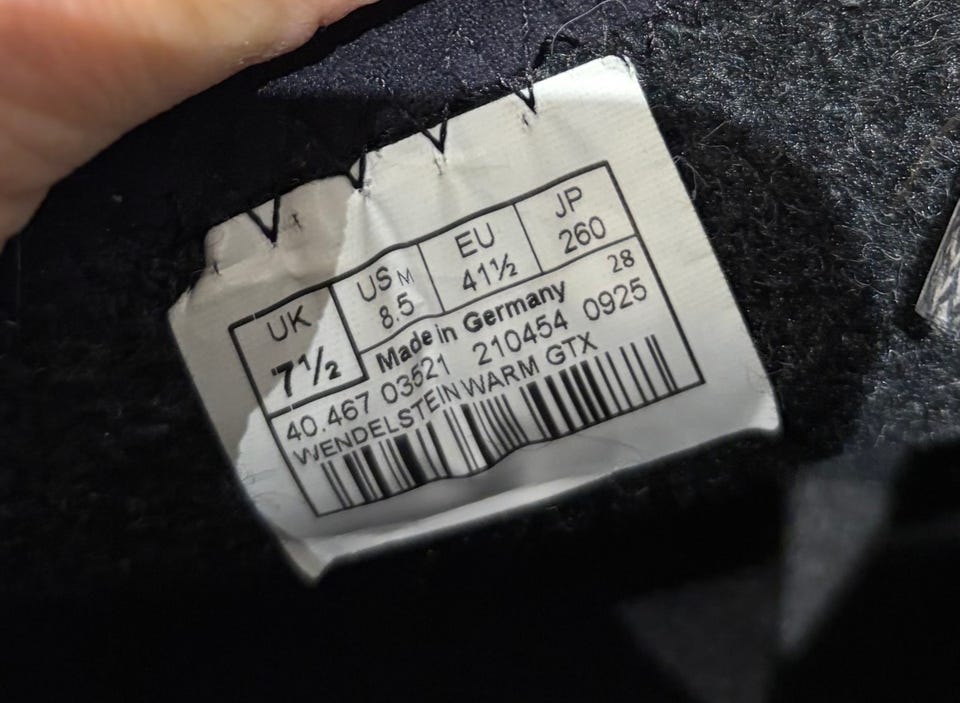 UK
7½
US M
8.5
EU
41½
JP
260
Made in Germany
28
40.467 03521 210454 0925
WENDELSTEIN WARM GTX